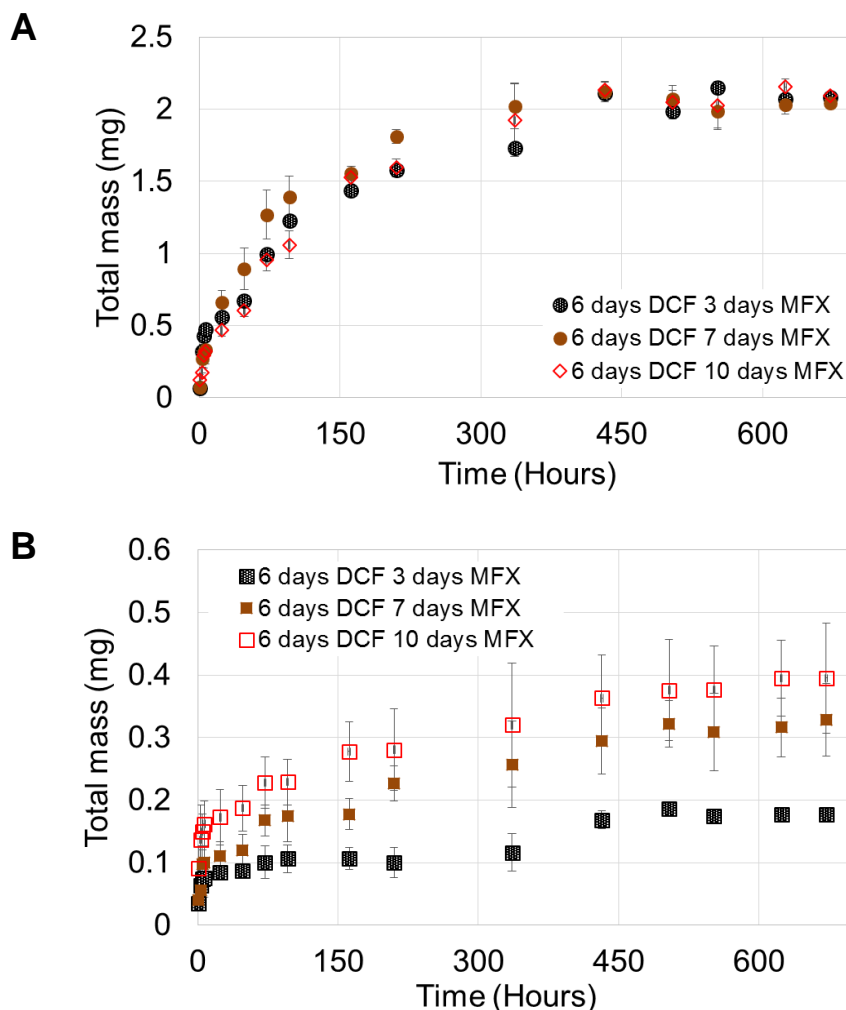 A
Total mass (mg)
2.5
2
1.5
1
0.5
0
6 days DCF 3 days MFX
6 days DCF 7 days MFX
6 days DCF 10 days MFX
0 150 300 450 600
Time (Hours)
B
Total mass (mg)
0.6
0.5
0.4
0.3
0.2
0.1
0
6 days DCF 3 days MFX
6 days DCF 7 days MFX
6 days DCF 10 days MFX
0 150 300 450 600
Time (Hours)